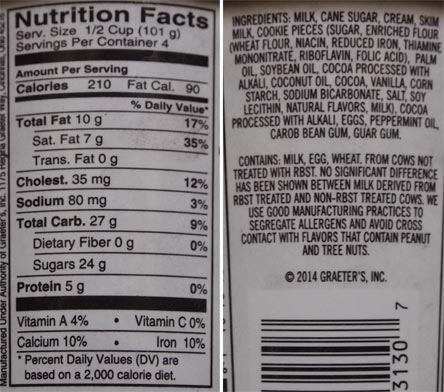 Nutrition Facts
Serv. Size 1/2 Cup (101 g)
Servings Per Container 4
Amount Per Serving
Calories 210 Fat Cal. 90
% Daily Value*
Total Fat 10 g 17%
Sat. Fat 7 g 35%
Trans. Fat 0 g
Cholest. 35 mg 12%
Sodium 80 mg 3%
Total Carb. 27 g 9%
Dietary Fiber 0 g 0%
Sugars 24 g
Protein 5 g 0%
Vitamin A 4% • Vitamin C 0%
Calcium 10% • Iron 10%
* Percent Daily Values (DV) are
based on a 2,000 calorie diet.
Manufactured Under Authority of Graeter's, Inc. 1175 Regina Graeter Way, Cincinnati, Ohio
INGREDIENTS: MILK, CANE SUGAR, CREAM, SKIM
MILK, COOKIE PIECES (SUGAR, ENRICHED FLOUR
(WHEAT FLOUR, NIACIN, REDUCED IRON, THIAMINE
MONONITRATE, RIBOFLAVIN, FOLIC ACID), PALM
OIL, SOYBEAN OIL, COCOA PROCESSED WITH
ALKALI, COCONUT OIL, COCOA, VANILLA, CORN
STARCH, SODIUM BICARBONATE, SALT, SOY
LECITHIN, NATURAL FLAVORS, MILK), COCOA
PROCESSED WITH ALKALI, EGGS, PEPPERMINT OIL,
CAROB BEAN GUM, GUAR GUM.
CONTAINS: MILK, EGG, WHEAT. FROM COWS NOT
TREATED WITH RBST. NO SIGNIFICANT DIFFERENCE
HAS BEEN SHOWN BETWEEN MILK DERIVED FROM
RBST TREATED AND NON-RBST TREATED COWS. WE
USE GOOD MANUFACTURING PRACTICES TO
SEGREGATE ALLERGENS AND AVOID CROSS
CONTACT WITH FLAVORS THAT CONTAIN PEANUT
AND TREE NUTS.
© 2014 GRAETER'S, INC.
3130 7